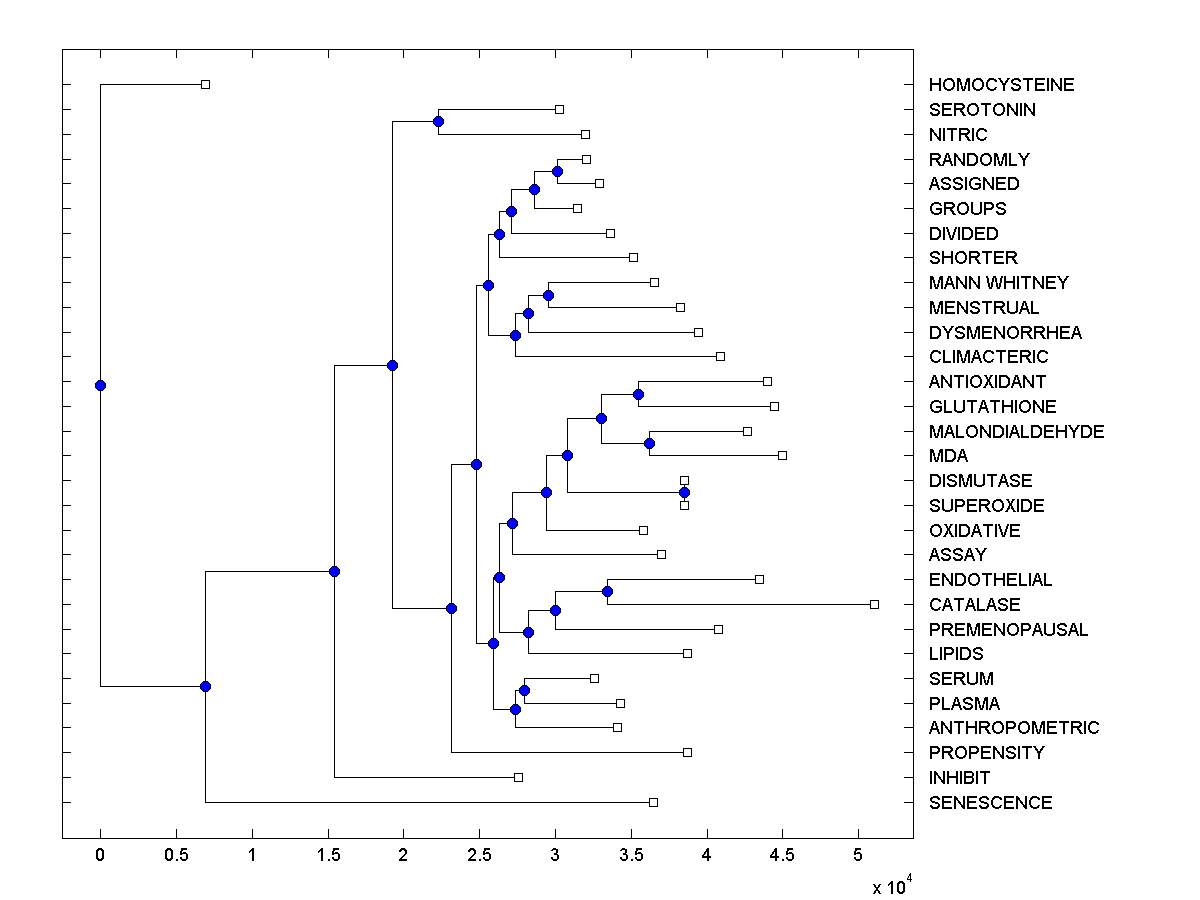 HOMOCYSTEINE
SEROTONIN
NITRIC
RANDOMLY
ASSIGNED
GROUPS
DIVIDED
SHORTER
MANN WHITNEY
MENSTRUAL
DYSMENORRHEA
CLIMACTERIC
ANTIOXIDANT
GLUTATHIONE
MALONDIALDEHYDE
MDA
DISMUTASE
SUPEROXIDE
OXIDATIVE
ASSAY
ENDOTHELIAL
CATALASE
PREMENOPAUSAL
LIPIDS
SERUM
PLASMA
ANTHROPOMETRIC
PROPENSITY
INHIBIT
SENESCENCE
0 0.5 1 1.5 2 2.5 3 3.5 4 4.5 5
x 10^4